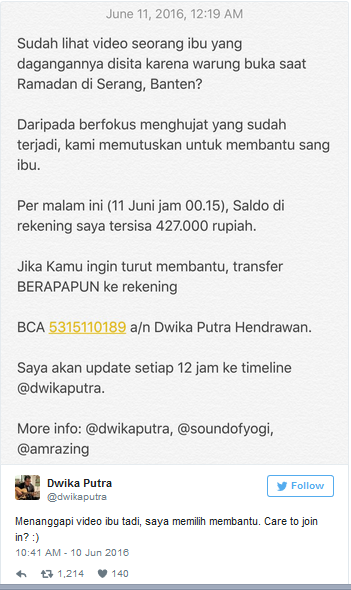 June 11, 2016, 12:19 AM
Sudah lihat video seorang ibu yang
dagangannya disita karena warung buka saat
Ramadan di Serang, Banten?
Daripada berfokus menghujat yang sudah
terjadi, kami memutuskan untuk membantu sang
ibu.
Per malam ini (11 Juni jam 00.15), Saldo di
rekening saya tersisa 427.000 rupiah.
Jika Kamu ingin turut membantu, transfer
BERAPAPUN ke rekening
BCA 5315110189 a/n Dwika Putra Hendrawan.
Saya akan update setiap 12 jam ke timeline
@dwikaputra.
More info: @dwikaputra, @soundofyogi,
@amrazing
Dwika Putra
@dwikaputra
Follow
Menanggapi video ibu tadi, saya memilih membantu. Care to join
in? :)
10:41 AM - 10 Jun 2016
1,214 140